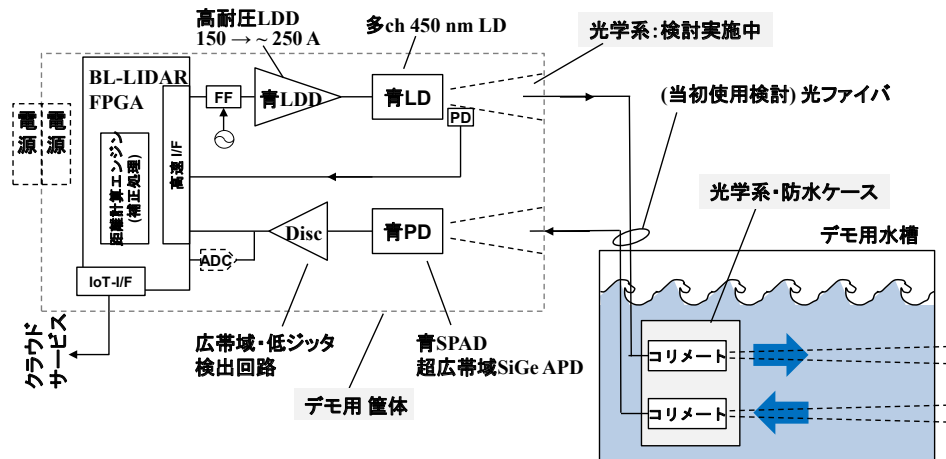 高耐圧LDD
150 → ~ 250 A
多ch 450 nm LD
光学系:検討実施中
BL-LIDAR
FPGA
FF
青LDD
青LD
PD
(当初使用検討) 光ファイバ
電源
電源
高速 I/F
距離計算エンジン
(補正処理)
光学系・防水ケース
Disc
青PD
デモ用水槽
ADC
IoT-I/F
クラウド
サービス
広帯域・低ジッタ
検出回路
青SPAD
超広帯域SiGe APD
デモ用 筐体
コリメート
コリメート